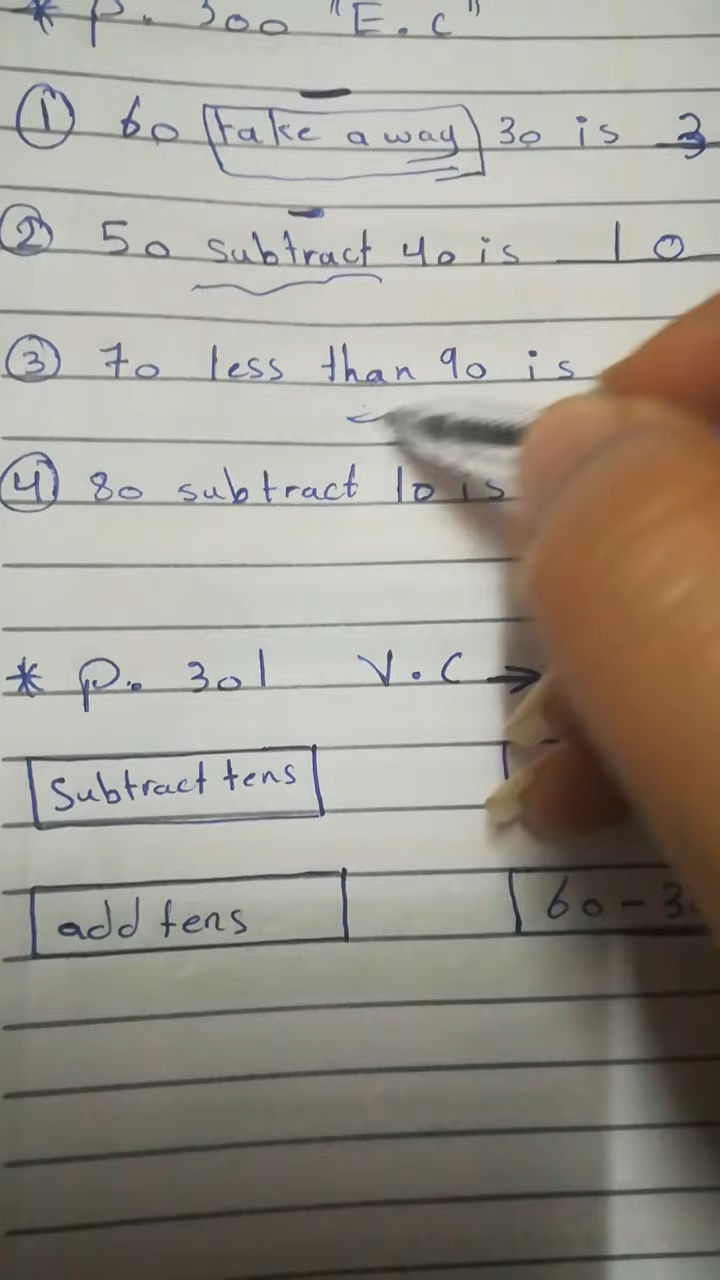 * p. 300 "E.C"
① 60 take away 30 is 3
② 50 subtract 40 is 10
③ 70 less than 90 is
④ 80 subtract 10 is
* p. 301 V.C →
Subtract tens
add tens 60 - 3